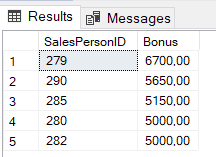 Results Messages
SalesPersonID Bonus
1 279 6700,00
2 290 5650,00
3 285 5150,00
4 280 5000,00
5 282 5000,00